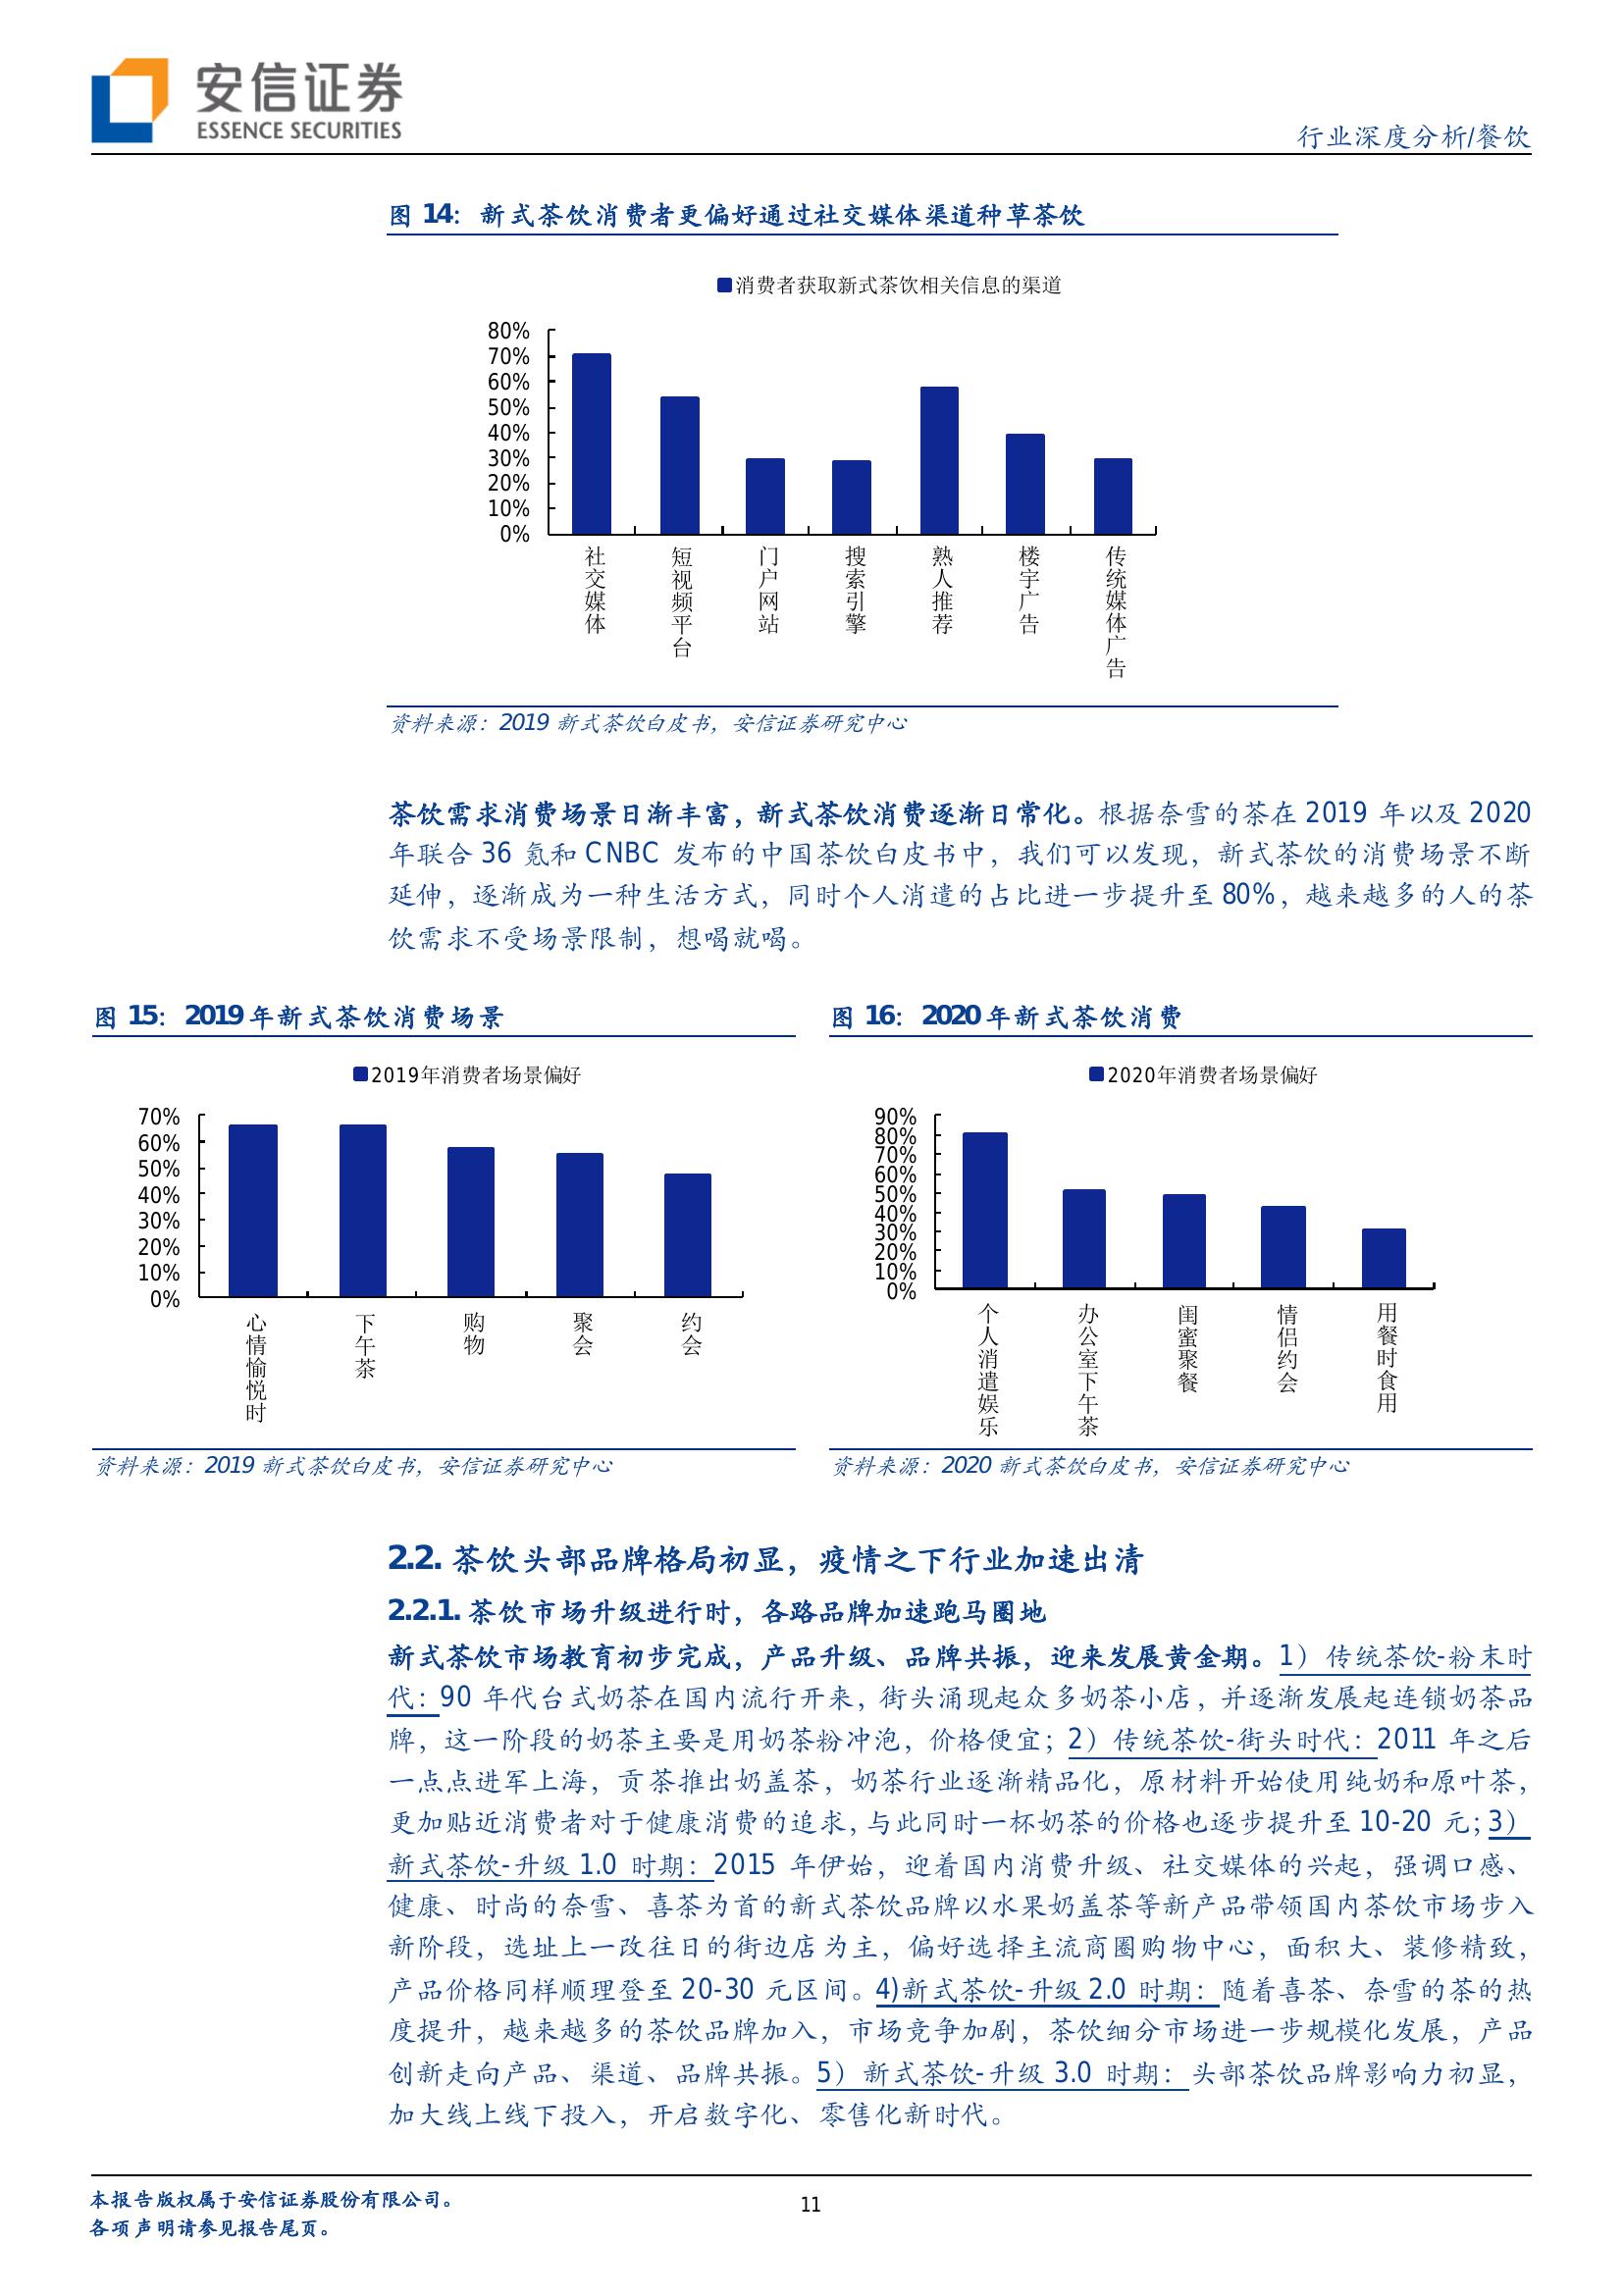 安信证券
ESSENCE SECURITIES
行业深度分析/餐饮
图 14：新式茶饮消费者更偏好通过社交媒体渠道种草茶饮
消费者获取新式茶饮相关信息的渠道
80%
70%
60%
50%
40%
30%
20%
10%
0%
社交媒体
短视频平台
门户网站
搜索引擎
熟人推荐
楼宇广告
传统媒体广告
资料来源：2019 新式茶饮白皮书，安信证券研究中心
茶饮需求消费场景日渐丰富，新式茶饮消费逐渐日常化。根据奈雪的茶在 2019 年以及 2020
年联合 36 氪和 CNBC 发布的中国茶饮白皮书中，我们可以发现，新式茶饮的消费场景不断
延伸，逐渐成为一种生活方式，同时个人消遣的占比进一步提升至 80%，越来越多的人的茶
饮需求不受场景限制，想喝就喝。
图 15：2019 年新式茶饮消费场景
2019年消费者场景偏好
70%
60%
50%
40%
30%
20%
10%
0%
心情愉悦时
下午茶
购物
聚会
约会
资料来源：2019 新式茶饮白皮书，安信证券研究中心
图 16：2020 年新式茶饮消费
2020年消费者场景偏好
90%
80%
70%
60%
50%
40%
30%
20%
10%
0%
个人消遣娱乐
办公室下午茶
闺蜜聚餐
情侣约会
用餐时食用
资料来源：2020 新式茶饮白皮书，安信证券研究中心
2.2. 茶饮头部品牌格局初显，疫情之下行业加速出清
2.2.1. 茶饮市场升级进行时，各路品牌加速跑马圈地
新式茶饮市场教育初步完成，产品升级、品牌共振，迎来发展黄金期。1）传统茶饮-粉末时
代：90 年代台式奶茶在国内流行开来，街头涌现起众多奶茶小店，并逐渐发展起连锁奶茶品
牌，这一阶段的奶茶主要是用奶茶粉冲泡，价格便宜；2）传统茶饮-街头时代：2011 年之后
一点点进军上海，贡茶推出奶盖茶，奶茶行业逐渐精品化，原材料开始使用纯奶和原叶茶，
更加贴近消费者对于健康消费的追求，与此同时一杯奶茶的价格也逐步提升至 10-20 元；3）
新式茶饮-升级 1.0 时期：2015 年伊始，迎着国内消费升级、社交媒体的兴起，强调口感、
健康、时尚的奈雪、喜茶为首的新式茶饮品牌以水果奶盖茶等新产品带领国内茶饮市场步入
新阶段，选址上一改往日的街边店为主，偏好选择主流商圈购物中心，面积大、装修精致，
产品价格同样顺理登至 20-30 元区间。4)新式茶饮-升级 2.0 时期：随着喜茶、奈雪的茶的热
度提升，越来越多的茶饮品牌加入，市场竞争加剧，茶饮细分市场进一步规模化发展，产品
创新走向产品、渠道、品牌共振。5）新式茶饮-升级 3.0 时期：头部茶饮品牌影响力初显，
加大线上线下投入，开启数字化、零售化新时代。
本报告版权属于安信证券股份有限公司。
各项声明请参见报告尾页。
11